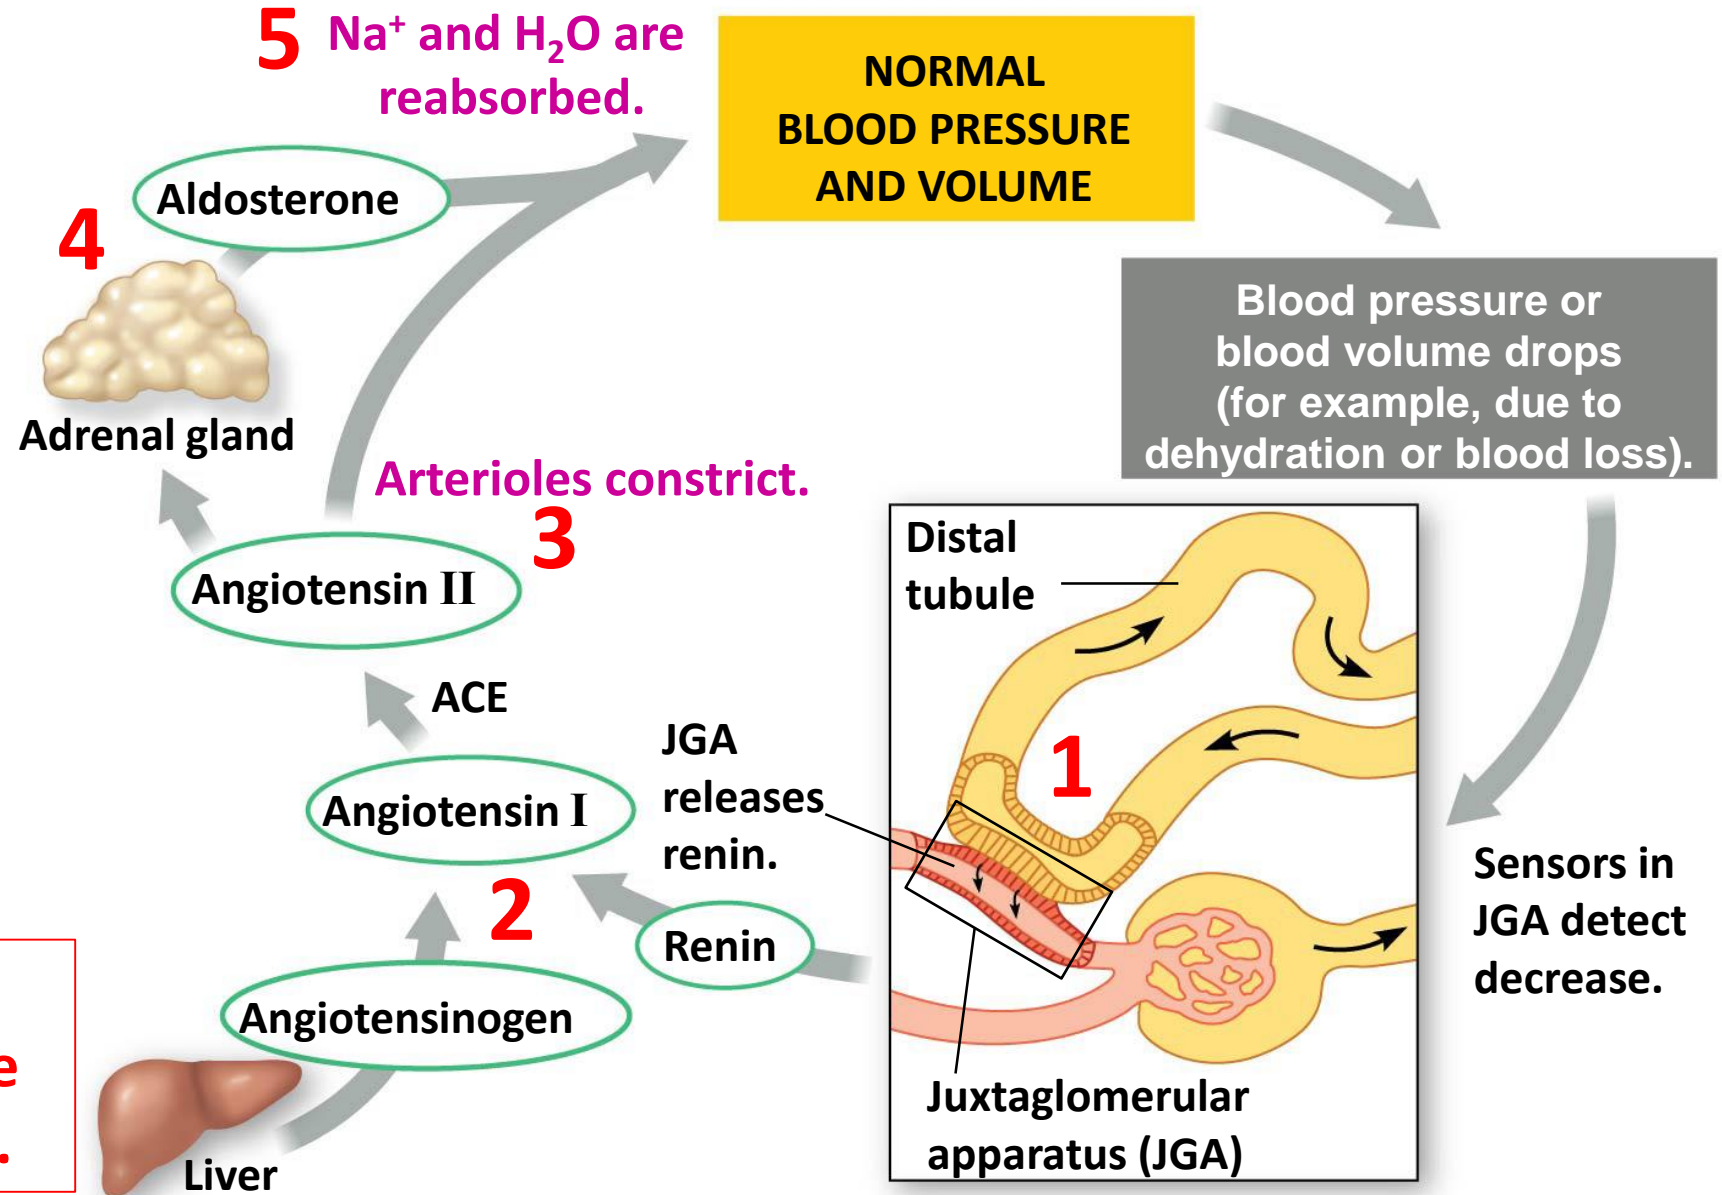 5
Na⁺ and H₂O are
reabsorbed.
NORMAL
BLOOD PRESSURE
AND VOLUME
Aldosterone
4
Adrenal gland
Blood pressure or
blood volume drops
(for example, due to
dehydration or blood loss).
Arterioles constrict.
3
Angiotensin II
ACE
Angiotensin I
2
JGA
releases
renin.
Renin
Angiotensinogen
Liver
Distal
tubule
1
Juxtaglomerular
apparatus (JGA)
Sensors in
JGA detect
decrease.